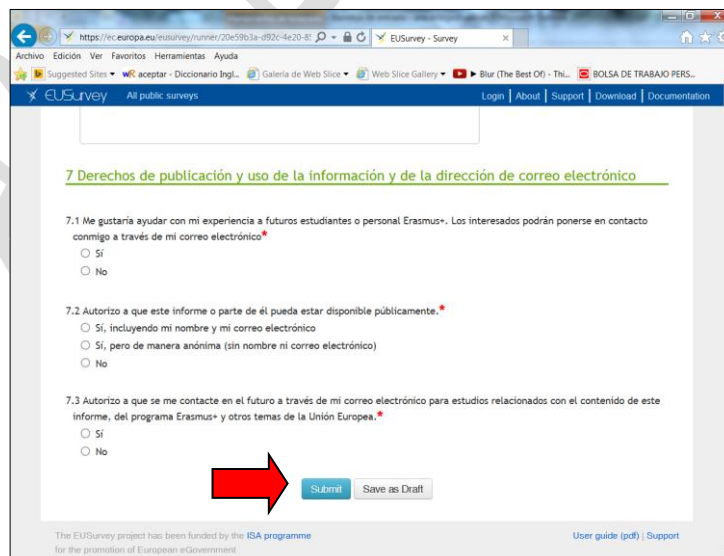 https://ec.europa.eu/eusurvey/runner/20e59b3a-d92c-4e20-8
EUSurvey - Survey
Archivo Edición Ver Favoritos Herramientas Ayuda
Suggested Sites aceptar - Diccionario Ingl... Galería de Web Slice Web Slice Gallery Blur (The Best Of) - Thi... BOLSA DE TRABAJO PERS...
EUSurvey All public surveys Login | About | Support | Download | Documentation
7 Derechos de publicación y uso de la información y de la dirección de correo electrónico
7.1 Me gustaría ayudar con mi experiencia a futuros estudiantes o personal Erasmus+. Los interesados podrán ponerse en contacto
conmigo a través de mi correo electrónico*
Sí
No
7.2 Autorizo a que este informe o parte de él pueda estar disponible públicamente.*
Sí, incluyendo mi nombre y mi correo electrónico
Sí, pero de manera anónima (sin nombre ni correo electrónico)
No
7.3 Autorizo a que se me contacte en el futuro a través de mi correo electrónico para estudios relacionados con el contenido de este
informe, del programa Erasmus+ y otros temas de la Unión Europea.*
Sí
No
Submit Save as Draft
The EUSurvey project has been funded by the ISA programme User guide (pdf) | Support
for the promotion of European eGovernment